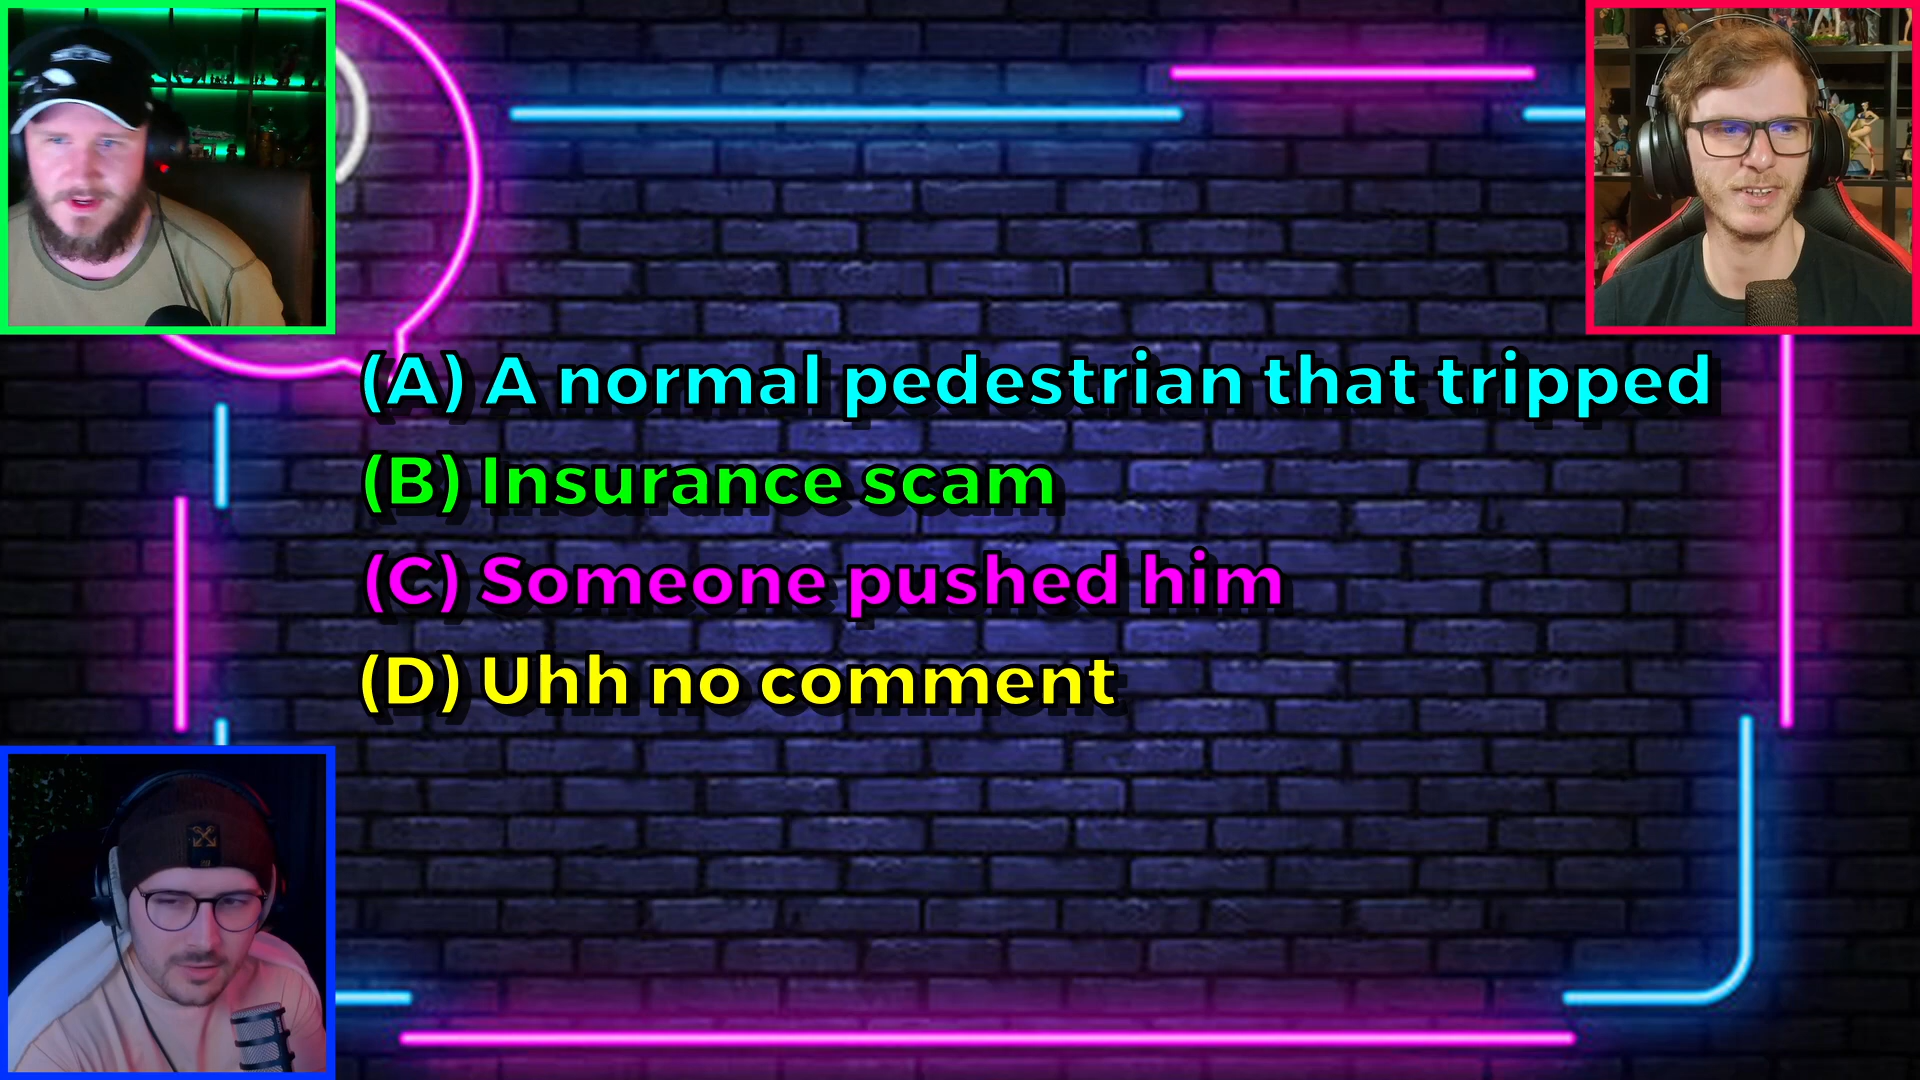 (A) A normal pedestrian that tripped
(B) Insurance scam
(C) Someone pushed him
(D) Uhh no comment